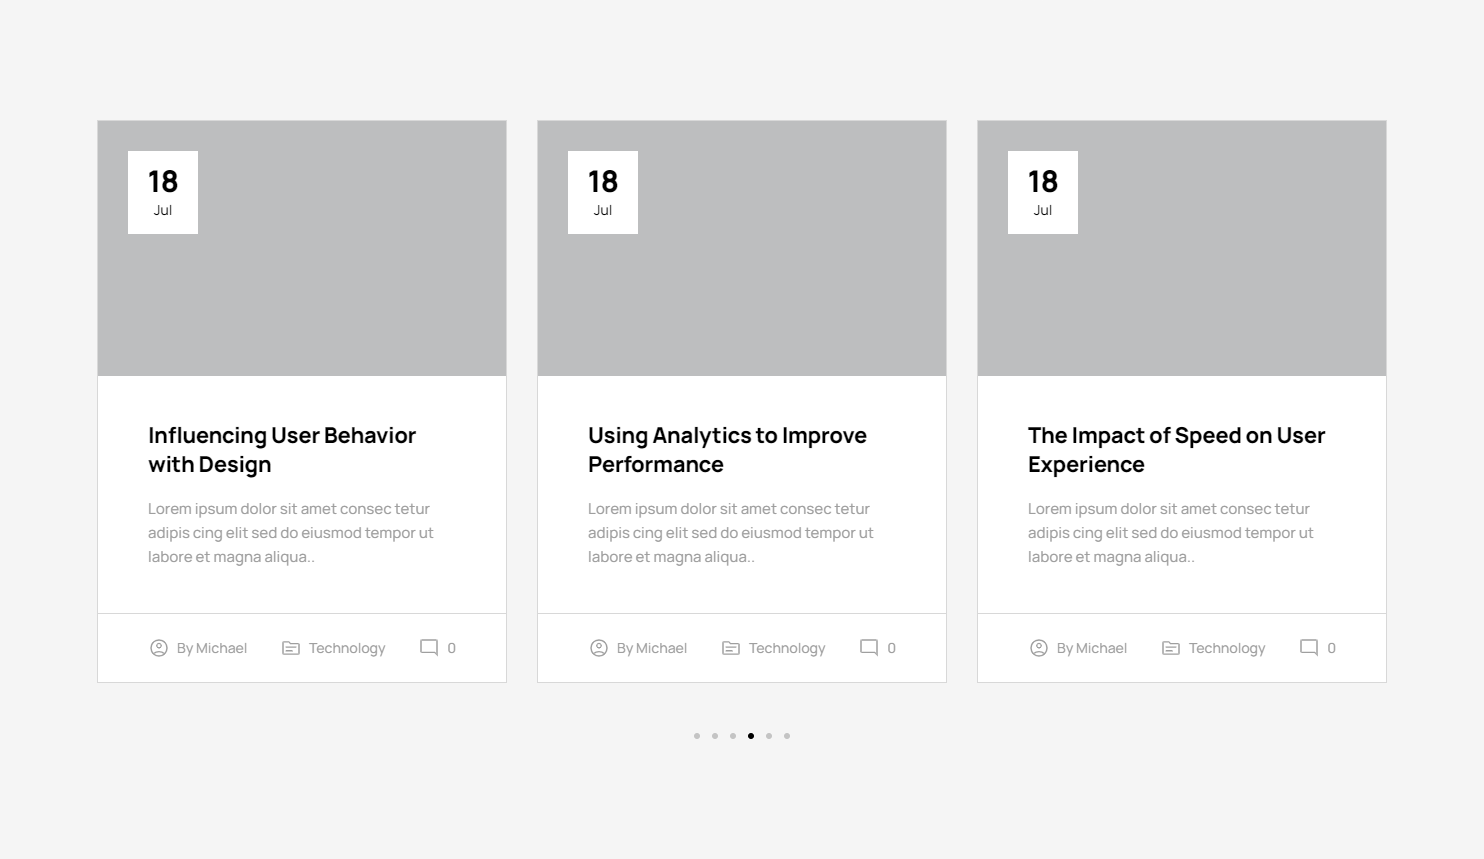 18
Jul
Influencing User Behavior
with Design
Lorem ipsum dolor sit amet consec tetur
adipis cing elit sed do eiusmod tempor ut
labore et magna aliqua..
By Michael
Technology
0
18
Jul
Using Analytics to Improve
Performance
Lorem ipsum dolor sit amet consec tetur
adipis cing elit sed do eiusmod tempor ut
labore et magna aliqua..
By Michael
Technology
0
18
Jul
The Impact of Speed on User
Experience
Lorem ipsum dolor sit amet consec tetur
adipis cing elit sed do eiusmod tempor ut
labore et magna aliqua..
By Michael
Technology
0